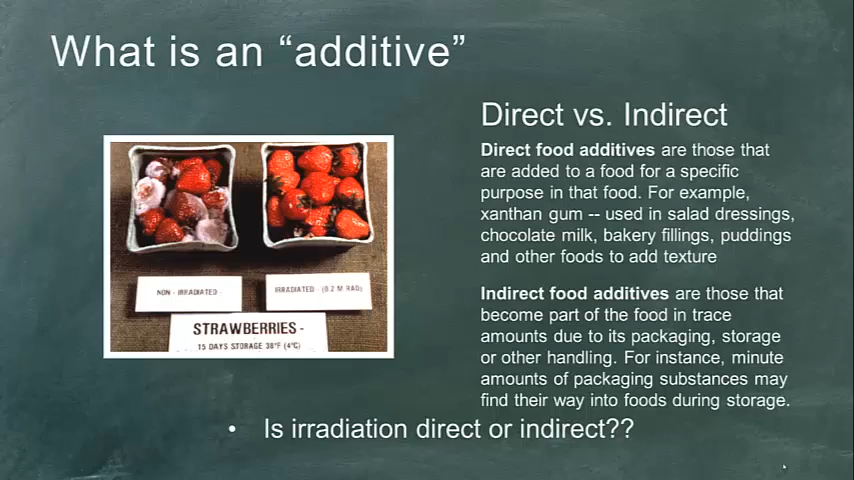 What is an “additive”
Direct vs. Indirect
Direct food additives are those that
are added to a food for a specific
purpose in that food. For example,
xanthan gum -- used in salad dressings,
chocolate milk, bakery fillings, puddings
and other foods to add texture
Indirect food additives are those that
become part of the food in trace
amounts due to its packaging, storage
or other handling. For instance, minute
amounts of packaging substances may
find their way into foods during storage.
NON - IRRADIATED -
IRRADIATED - (0.2 M RAD)
STRAWBERRIES -
15 DAYS STORAGE 38°F (4°C)
• Is irradiation direct or indirect??